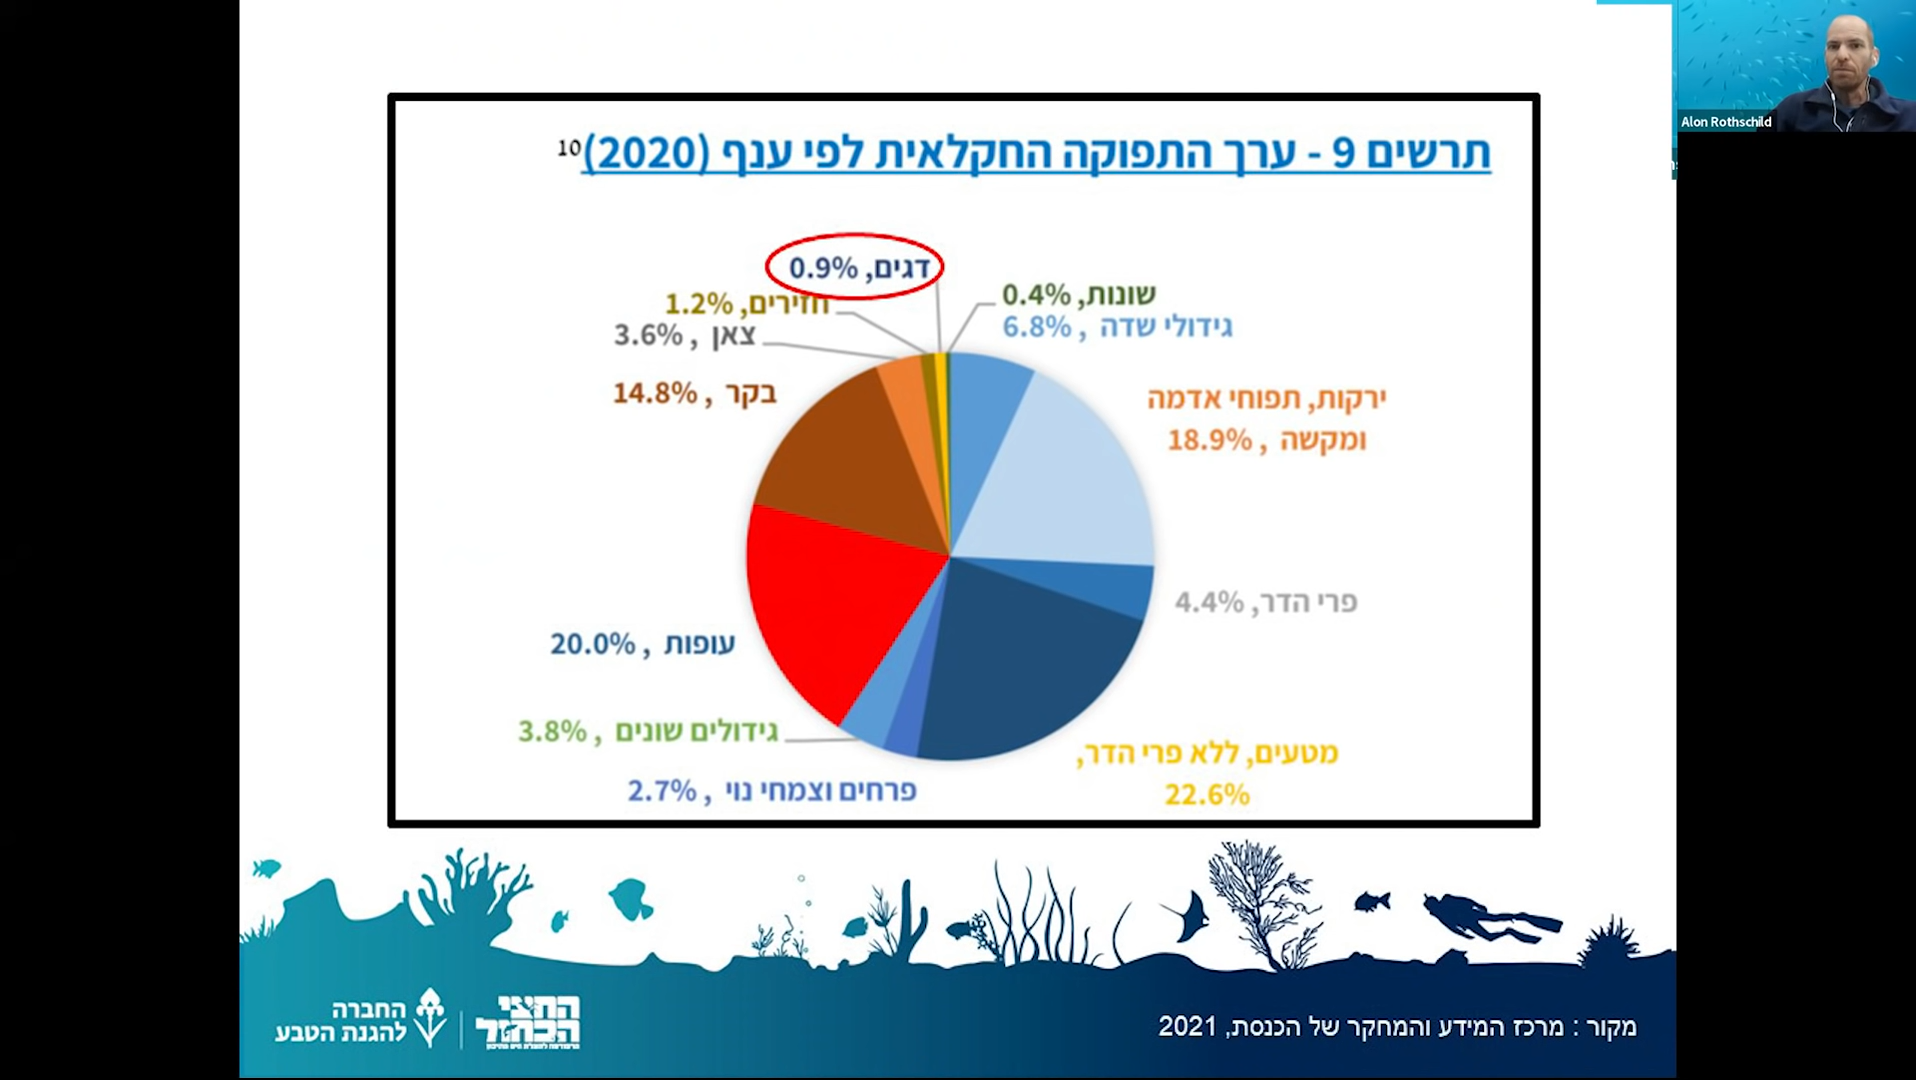 Alon Rothschild
תרשים 9 - ערך התפוקה החקלאית לפי ענף (2020)10
דגים, 0.9%
שונות, 0.4%
חזירים, 1.2%
גידולי שדה , 6.8%
צאן , 3.6%
בקר , 14.8%
ירקות, תפוחי אדמה
ומקשה , 18.9%
פרי הדר, 4.4%
עופות , 20.0%
גידולים שונים , 3.8%
מטעים, ללא פרי הדר,
22.6%
פרחים וצמחי נוי , 2.7%
מקור : מרכז המידע והמחקר של הכנסת, 2021
החצי
הכחול
החברה
להגנת הטבע